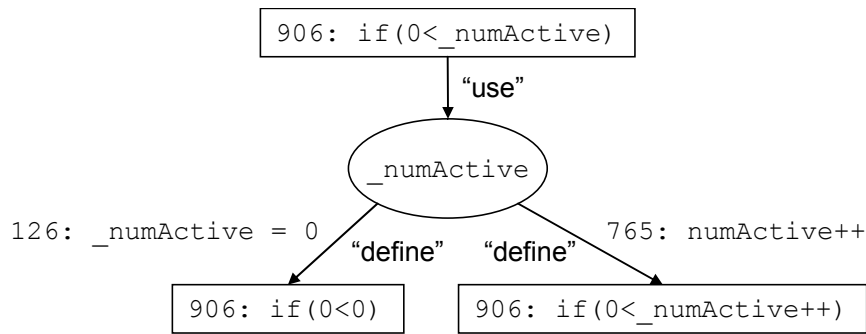 906: if(0<_numActive)
“use”
_numActive
126: _numActive = 0
765: numActive++
“define”
“define”
906: if(0<0)
906: if(0<_numActive++)